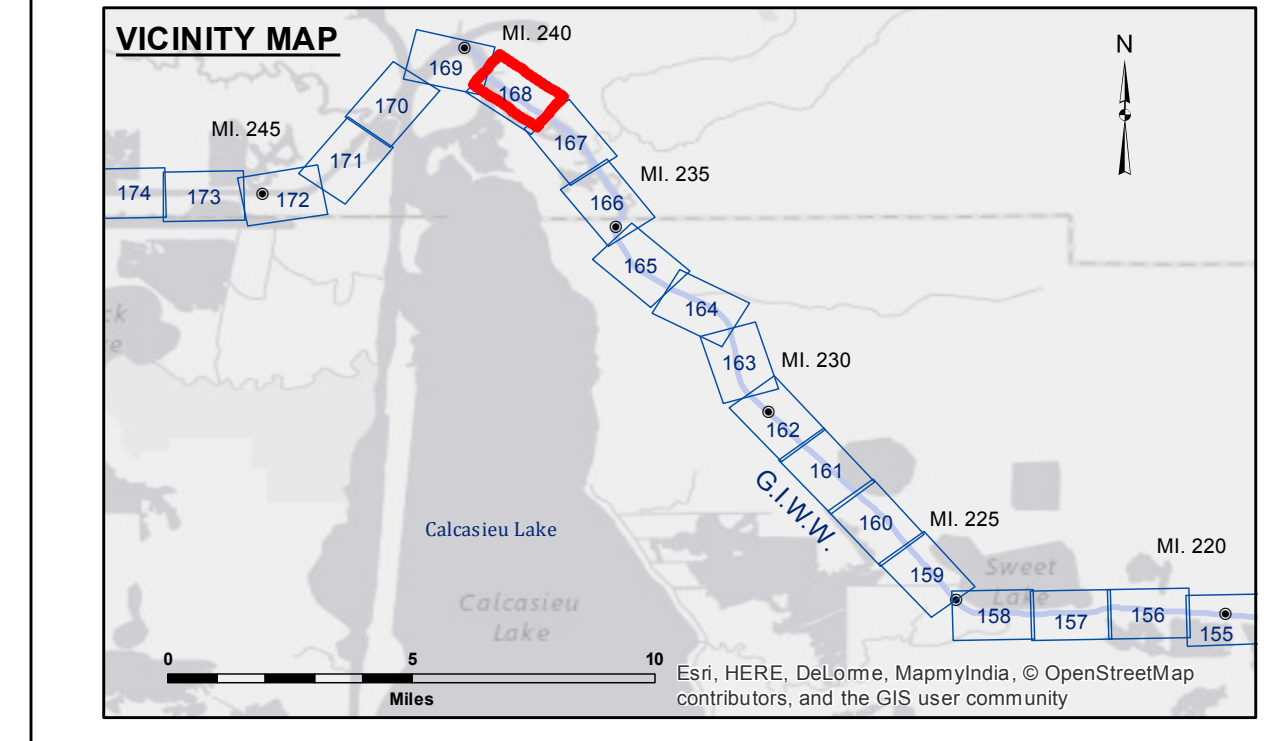 VICINITY MAP
MI. 240
N
169
168
170
MI. 245
167
171
MI. 235
174
173
172
166
165
164
163
MI. 230
162
161
G.I.W.W.
160
MI. 225
Calcasieu Lake
MI. 220
159
Sweet
Lake
Calcasieu
Lake
158
157
156
155
0
5
10
Miles
Esri, HERE, DeLorme, MapmyIndia, © OpenStreetMap
contributors, and the GIS user community